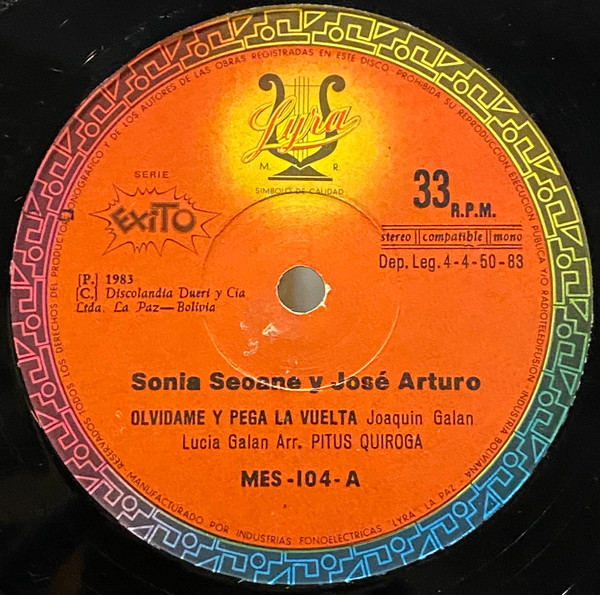 RESERVADOS TODOS LOS DERECHOS DEL PRODUCTOR FONOGRAFICO Y DE LOS AUTORES DE LAS OBRAS REGISTRADAS EN ESTE DISCO - PROHIBIDA SU REPRODUCCION, EJECUCION PUBLICA Y/O RADIOTELEDIFUSION INDUSTRIA BOLIVIANA
Lyra
M. R.
SIMBOLO DE CALIDAD
SERIE
EXITO
33 R.P.M.
stereo || compatible || mono
Dep. Leg. 4-4-50-83
[P.] 1983
[C.] Discolandia Dueri y Cia
Ltda. La Paz—Bolivia
Sonia Seoane y José Arturo
OLVIDAME Y PEGA LA VUELTA Joaquin Galan
Lucia Galan Arr. PITUS QUIROGA
MES-104-A
MANUFACTURADO POR INDUSTRIAS FONOELECTRICAS "LYRA" LA PAZ -